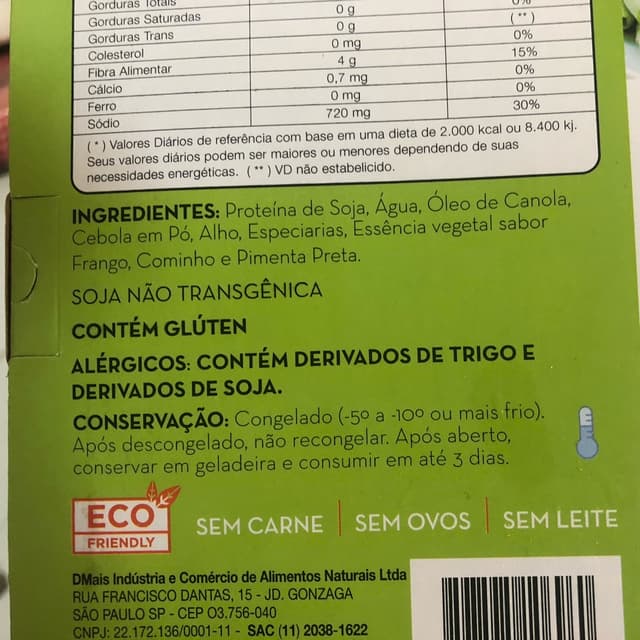 Gorduras Totais 0 g 0%
Gorduras Saturadas 0 g (**)
Gorduras Trans 0 mg 0%
Colesterol 4 g 15%
Fibra Alimentar 0,7 mg 0%
Cálcio 0 mg 0%
Ferro 720 mg 30%
Sódio
(*) Valores Diários de referência com base em uma dieta de 2.000 kcal ou 8.400 kj.
Seus valores diários podem ser maiores ou menores dependendo de suas
necessidades energéticas. (**) VD não estabelicido.
INGREDIENTES: Proteína de Soja, Água, Óleo de Canola,
Cebola em Pó, Alho, Especiarias, Essência vegetal sabor
Frango, Cominho e Pimenta Preta.
SOJA NÃO TRANSGÊNICA
CONTÉM GLÚTEN
ALÉRGICOS: CONTÉM DERIVADOS DE TRIGO E
DERIVADOS DE SOJA.
CONSERVAÇÃO: Congelado (-5º a -10º ou mais frio).
Após descongelado, não recongelar. Após aberto,
conservar em geladeira e consumir em até 3 dias.
ECO
FRIENDLY
SEM CARNE | SEM OVOS | SEM LEITE
DMais Indústria e Comércio de Alimentos Naturais Ltda
RUA FRANCISCO DANTAS, 15 - JD. GONZAGA
SÃO PAULO SP - CEP 03.756-040
CNPJ: 22.172.136/0001-11 - SAC (11) 2038-1622